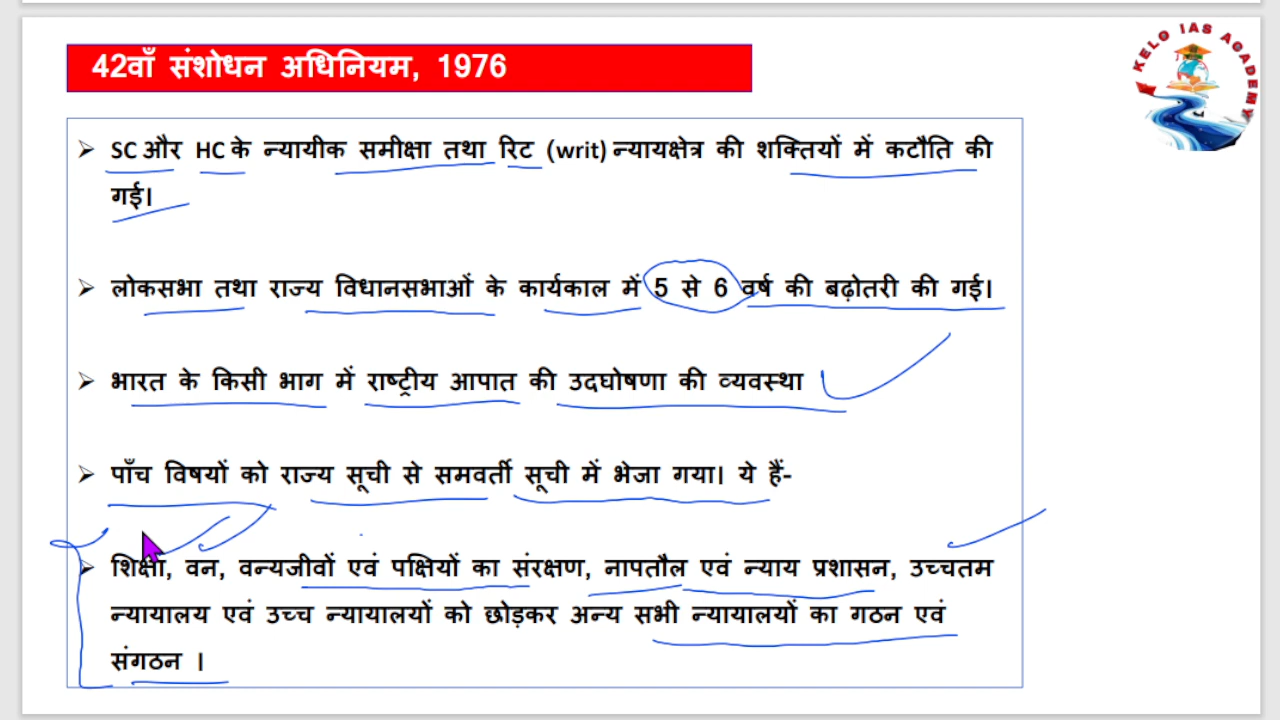 42वाँ संशोधन अधिनियम, 1976
KELO IAS ACADEMY
➢ SC और HC के न्यायीक समीक्षा तथा रिट (writ) न्यायक्षेत्र की शक्तियों में कटौति की
गई।
➢ लोकसभा तथा राज्य विधानसभाओं के कार्यकाल में 5 से 6 वर्ष की बढ़ोतरी की गई।
➢ भारत के किसी भाग में राष्ट्रीय आपात की उदघोषणा की व्यवस्था
➢ पाँच विषयों को राज्य सूची से समवर्ती सूची में भेजा गया। ये हैं-
➢ शिक्षा, वन, वन्यजीवों एवं पक्षियों का संरक्षण, नापतौल एवं न्याय प्रशासन, उच्चतम
न्यायालय एवं उच्च न्यायालयों को छोड़कर अन्य सभी न्यायालयों का गठन एवं
संगठन ।